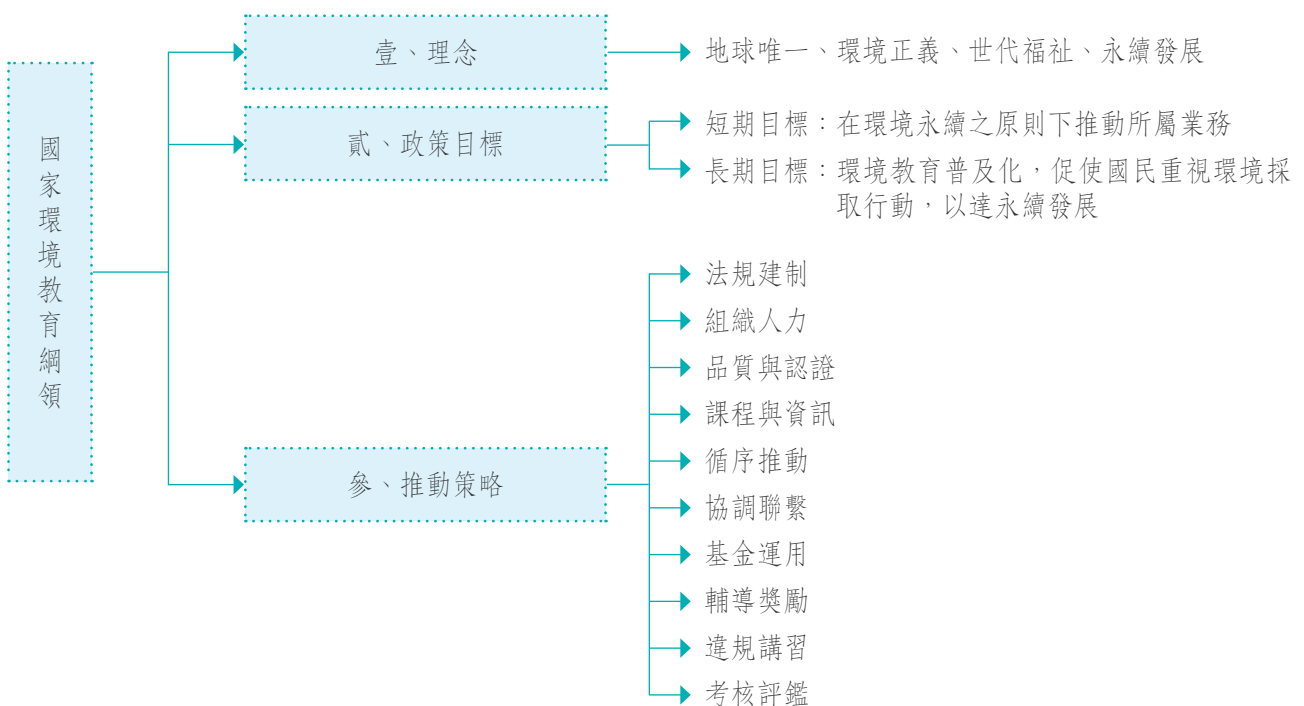 國家環境教育綱領
壹、理念
地球唯一、環境正義、世代福祉、永續發展
貳、政策目標
短期目標：在環境永續之原則下推動所屬業務
長期目標：環境教育普及化，促使國民重視環境採
取行動，以達永續發展
參、推動策略
法規建制
組織人力
品質與認證
課程與資訊
循序推動
協調聯繫
基金運用
輔導獎勵
違規講習
考核評鑑